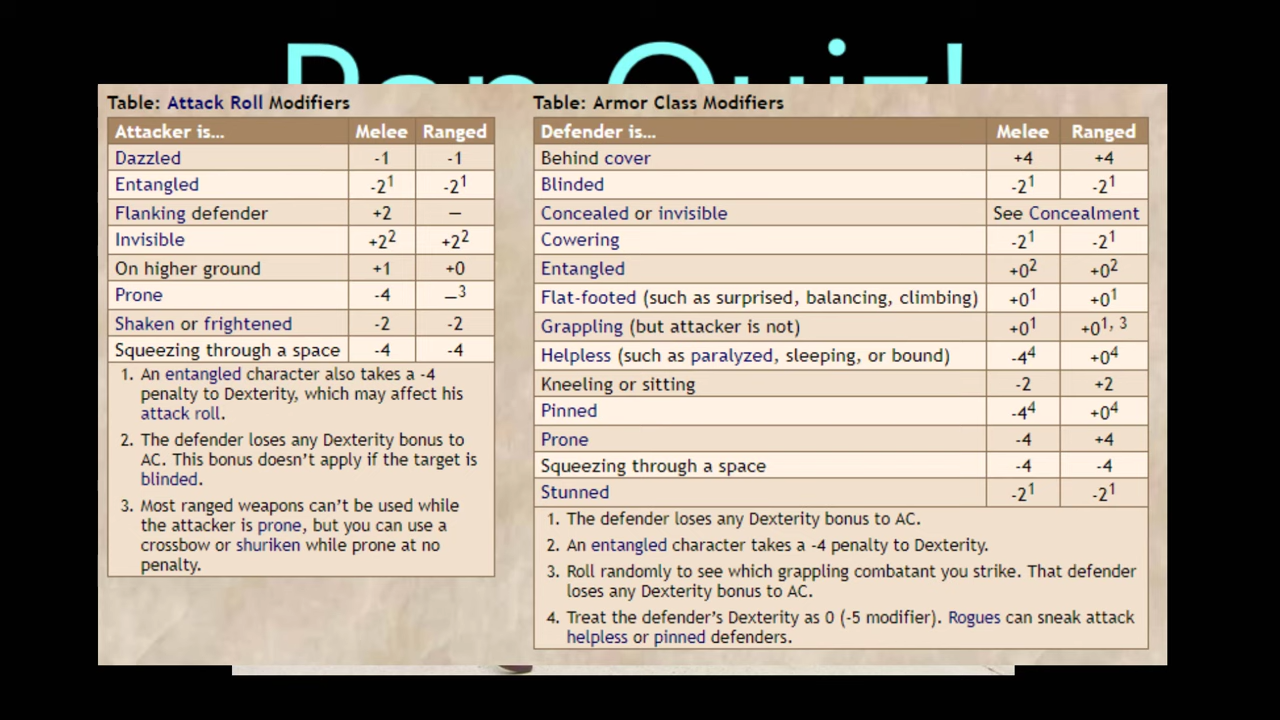 Pop Quiz!
Table: Attack Roll Modifiers
Attacker is... Melee Ranged
Dazzled -1 -1
Entangled -2¹ -2¹
Flanking defender +2 —
Invisible +2² +2²
On higher ground +1 +0
Prone -4 —³
Shaken or frightened -2 -2
Squeezing through a space -4 -4
1. An entangled character also takes a -4
penalty to Dexterity, which may affect his
attack roll.
2. The defender loses any Dexterity bonus to
AC. This bonus doesn't apply if the target is
blinded.
3. Most ranged weapons can't be used while
the attacker is prone, but you can use a
crossbow or shuriken while prone at no
penalty.
Table: Armor Class Modifiers
Defender is... Melee Ranged
Behind cover +4 +4
Blinded -2¹ -2¹
Concealed or invisible See Concealment
Cowering -2¹ -2¹
Entangled +0² +0²
Flat-footed (such as surprised, balancing, climbing) +0¹ +0¹
Grappling (but attacker is not) +0¹ +0¹, ³
Helpless (such as paralyzed, sleeping, or bound) -4⁴ +0⁴
Kneeling or sitting -2 +2
Pinned -4⁴ +0⁴
Prone -4 +4
Squeezing through a space -4 -4
Stunned -2¹ -2¹
1. The defender loses any Dexterity bonus to AC.
2. An entangled character takes a -4 penalty to Dexterity.
3. Roll randomly to see which grappling combatant you strike. That defender
loses any Dexterity bonus to AC.
4. Treat the defender's Dexterity as 0 (-5 modifier). Rogues can sneak attack
helpless or pinned defenders.